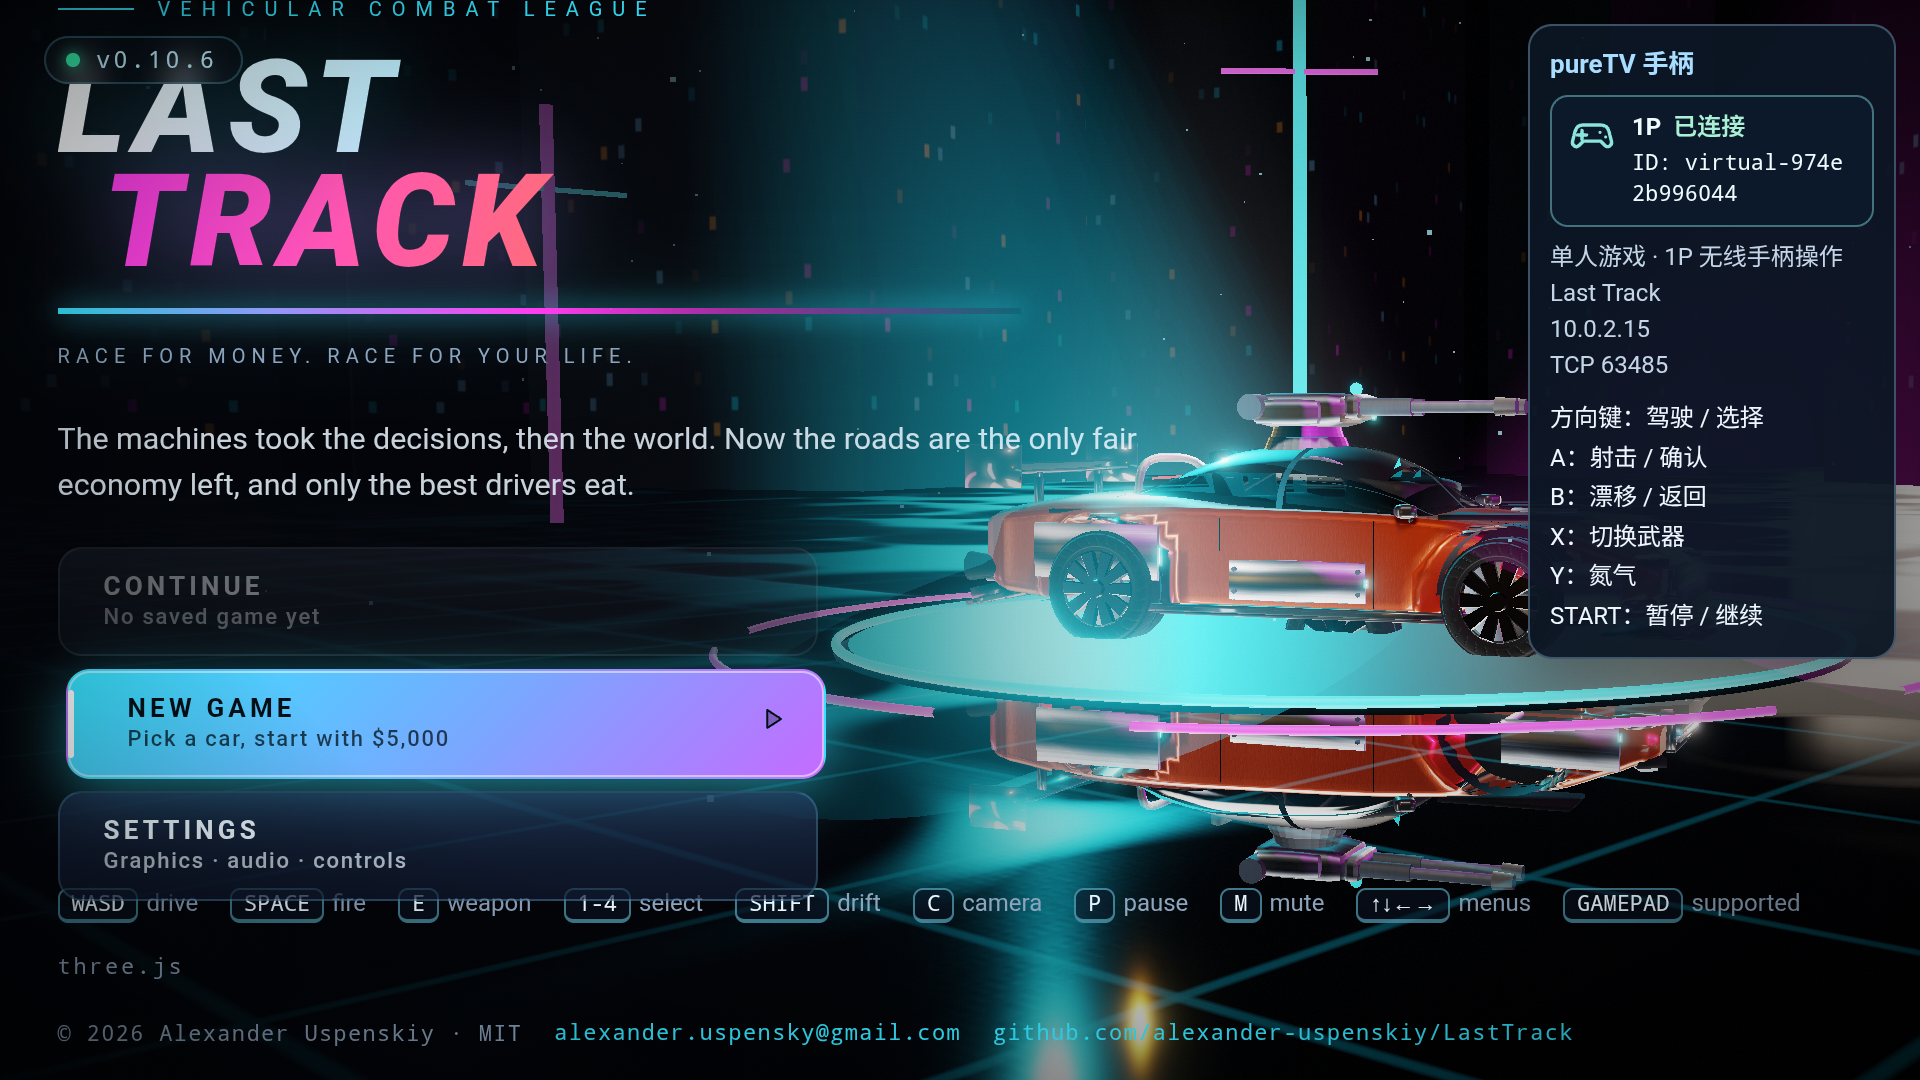 VEHICULAR COMBAT LEAGUE
v0.10.6
LAST
TRACK
RACE FOR MONEY. RACE FOR YOUR LIFE.
The machines took the decisions, then the world. Now the roads are the only fair
economy left, and only the best drivers eat.
CONTINUE
No saved game yet
NEW GAME
Pick a car, start with $5,000
SETTINGS
Graphics · audio · controls
WASD drive SPACE fire E weapon 1-4 select SHIFT drift C camera P pause M mute ↑↓←→ menus GAMEPAD supported
three.js
© 2026 Alexander Uspenskiy · MIT alexander.uspensky@gmail.com github.com/alexander-uspenskiy/LastTrack
pureTV 手柄
1P 已连接
ID: virtual-974e
2b996044
单人游戏 · 1P 无线手柄操作
Last Track
10.0.2.15
TCP 63485
方向键：驾驶 / 选择
A：射击 / 确认
B：漂移 / 返回
X：切换武器
Y：氮气
START：暂停 / 继续